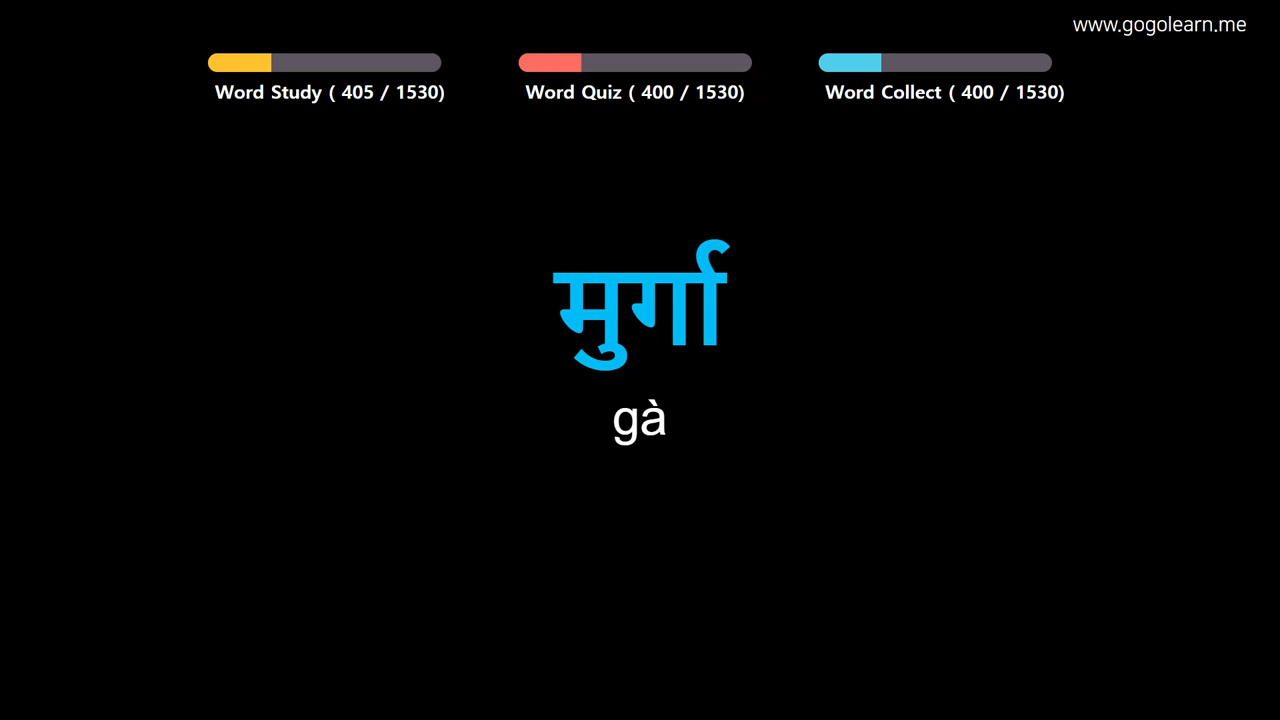 www.gogolearn.me
Word Study ( 405 / 1530)
Word Quiz ( 400 / 1530)
Word Collect ( 400 / 1530)
मुर्गा
gà